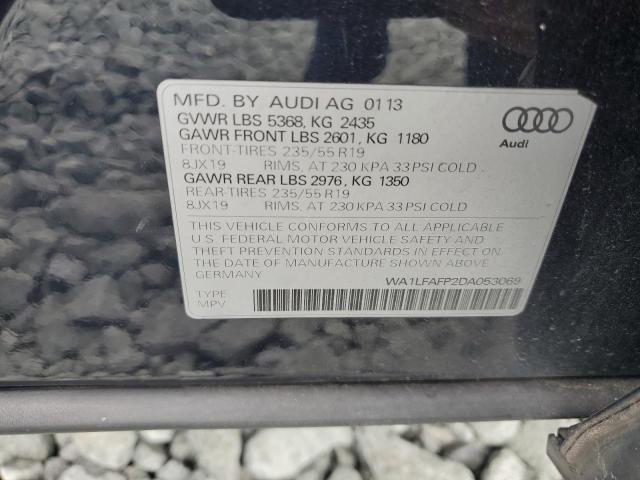 MFD. BY AUDI AG 01 13
GVWR LBS 5368, KG 2435
GAWR FRONT LBS 2601, KG 1180
FRONT-TIRES 235/55 R19
8JX19 RIMS, AT 230 KPA 33 PSI COLD
GAWR REAR LBS 2976, KG 1350
REAR-TIRES 235/55 R19
8JX19 RIMS, AT 230 KPA 33 PSI COLD
Audi
THIS VEHICLE CONFORMS TO ALL APPLICABLE
U.S. FEDERAL MOTOR VEHICLE SAFETY AND
THEFT PREVENTION STANDARDS IN EFFECT ON
THE DATE OF MANUFACTURE SHOWN ABOVE
GERMANY
WA1LFAFP2DA053069
TYPE
MPV